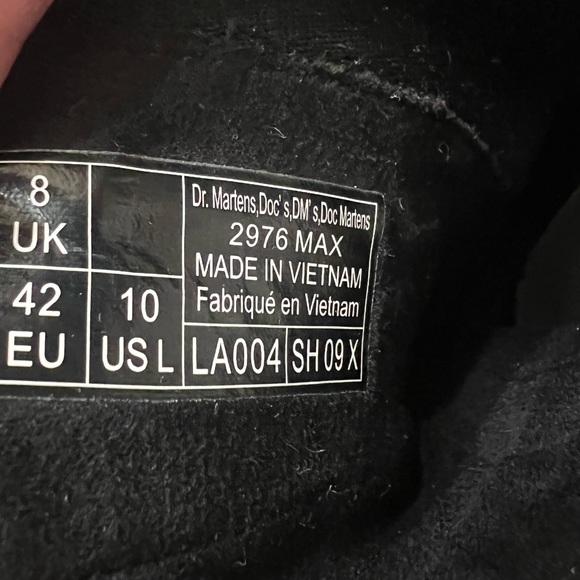 8
UK
42
EU
10
US L
Dr. Martens,Doc's,DM's,Doc Martens
2976 MAX
MADE IN VIETNAM
Fabriqué en Vietnam
LA004 SH 09 X